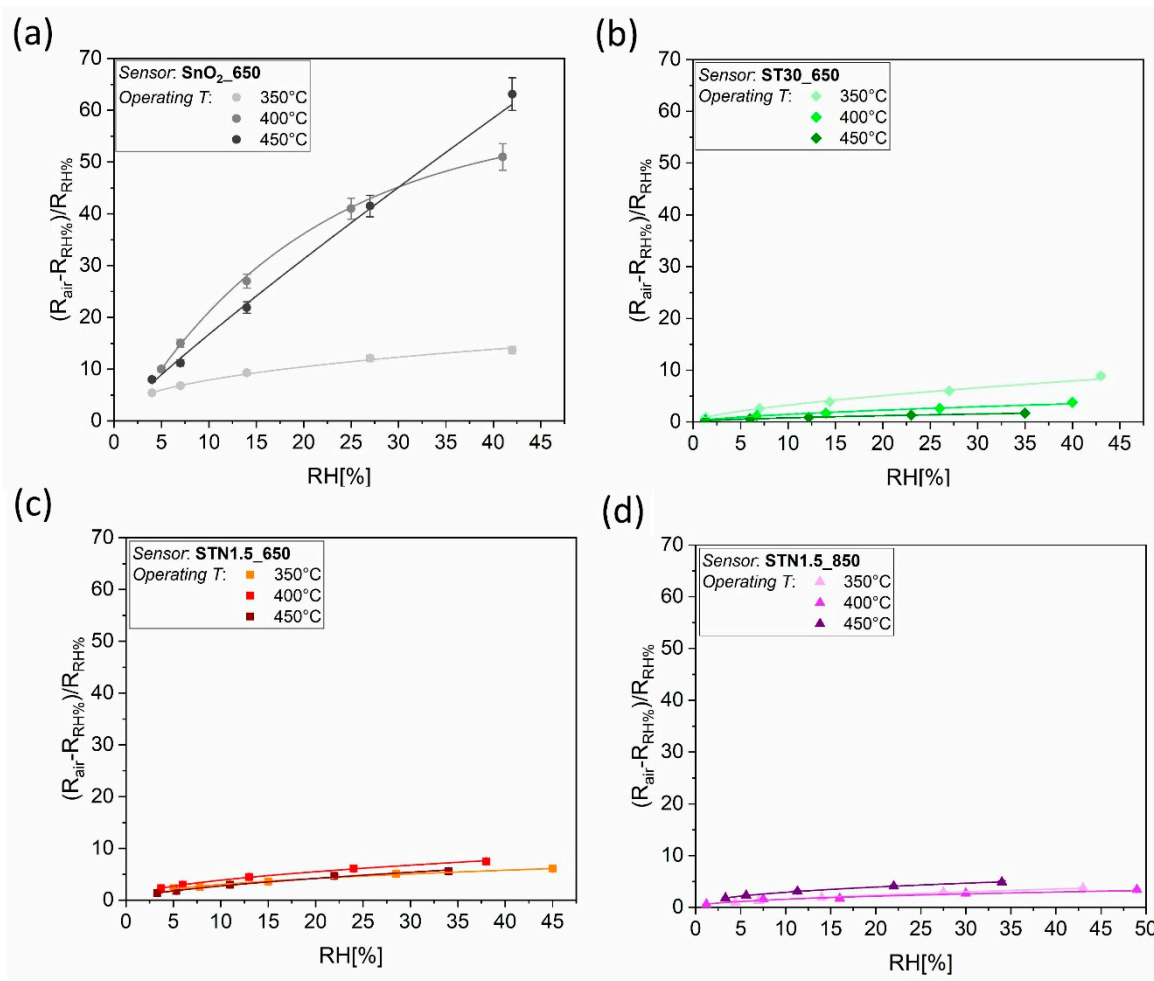 (a)
70
60
50
40
30
20
10
0
(R_air-R_RH%)/R_RH%
Sensor: SnO₂_650
Operating T:
350°C
400°C
450°C
0 5 10 15 20 25 30 35 40 45
RH[%]
(b)
70
60
50
40
30
20
10
0
(R_air-R_RH%)/R_RH%
Sensor: ST30_650
Operating T:
350°C
400°C
450°C
0 5 10 15 20 25 30 35 40 45
RH[%]
(c)
70
60
50
40
30
20
10
0
(R_air-R_RH%)/R_RH%
Sensor: STN1.5_650
Operating T:
350°C
400°C
450°C
0 5 10 15 20 25 30 35 40 45
RH[%]
(d)
70
60
50
40
30
20
10
0
(R_air-R_RH%)/R_RH%
Sensor: STN1.5_850
Operating T:
350°C
400°C
450°C
0 5 10 15 20 25 30 35 40 45 50
RH[%]